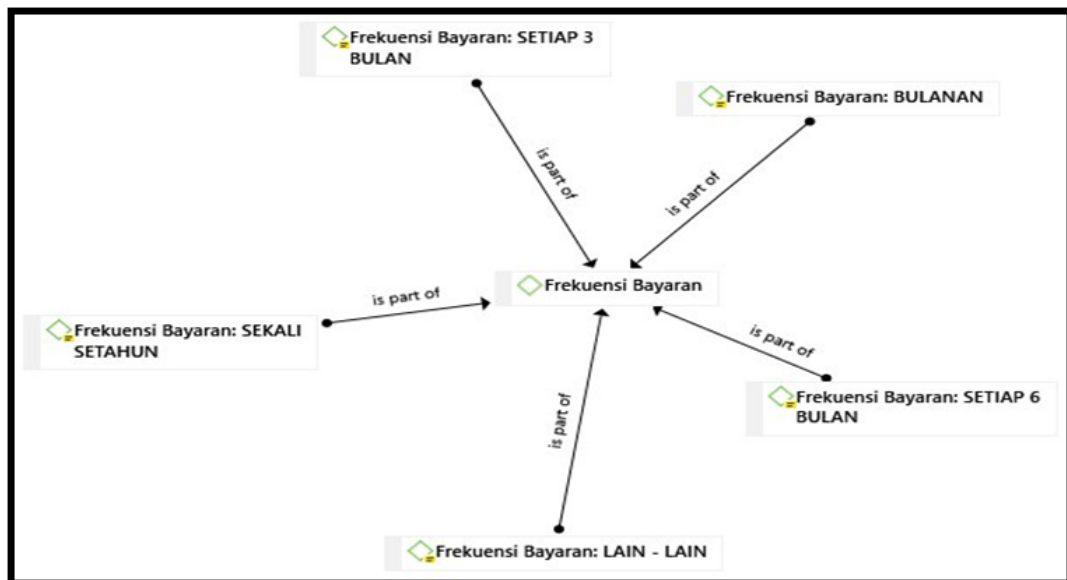 Frekuensi Bayaran: SETIAP 3
BULAN
Frekuensi Bayaran: BULANAN
is part of
is part of
Frekuensi Bayaran
is part of
Frekuensi Bayaran: SEKALI
SETAHUN
is part of
Frekuensi Bayaran: SETIAP 6
BULAN
is part of
Frekuensi Bayaran: LAIN - LAIN